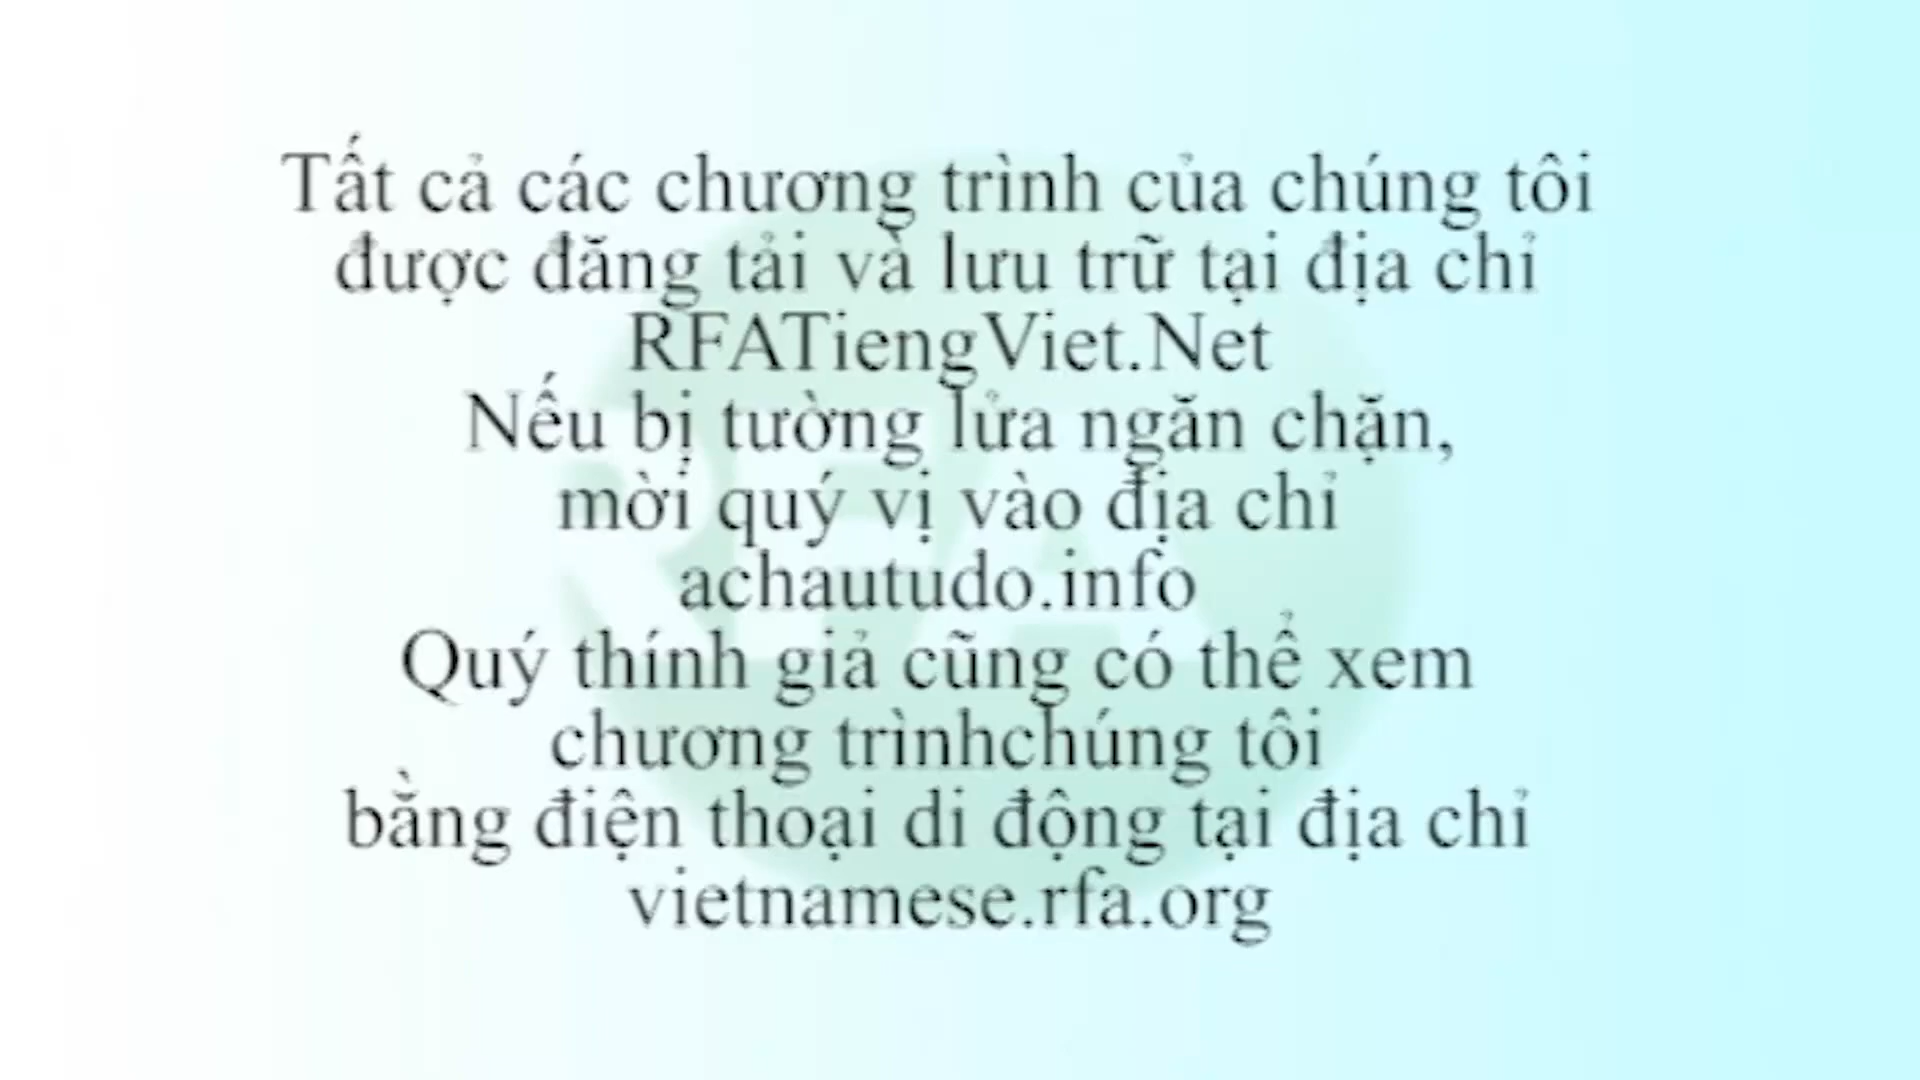 Tất cả các chương trình của chúng tôi
được đăng tải và lưu trữ tại địa chỉ
RFATiengViet.Net
Nếu bị tường lửa ngăn chặn,
mời quý vị vào địa chỉ
achautudo.info
Quý thính giả cũng có thể xem
chương trìnhchúng tôi
bằng điện thoại di động tại địa chỉ
vietnamese.rfa.org
RFA